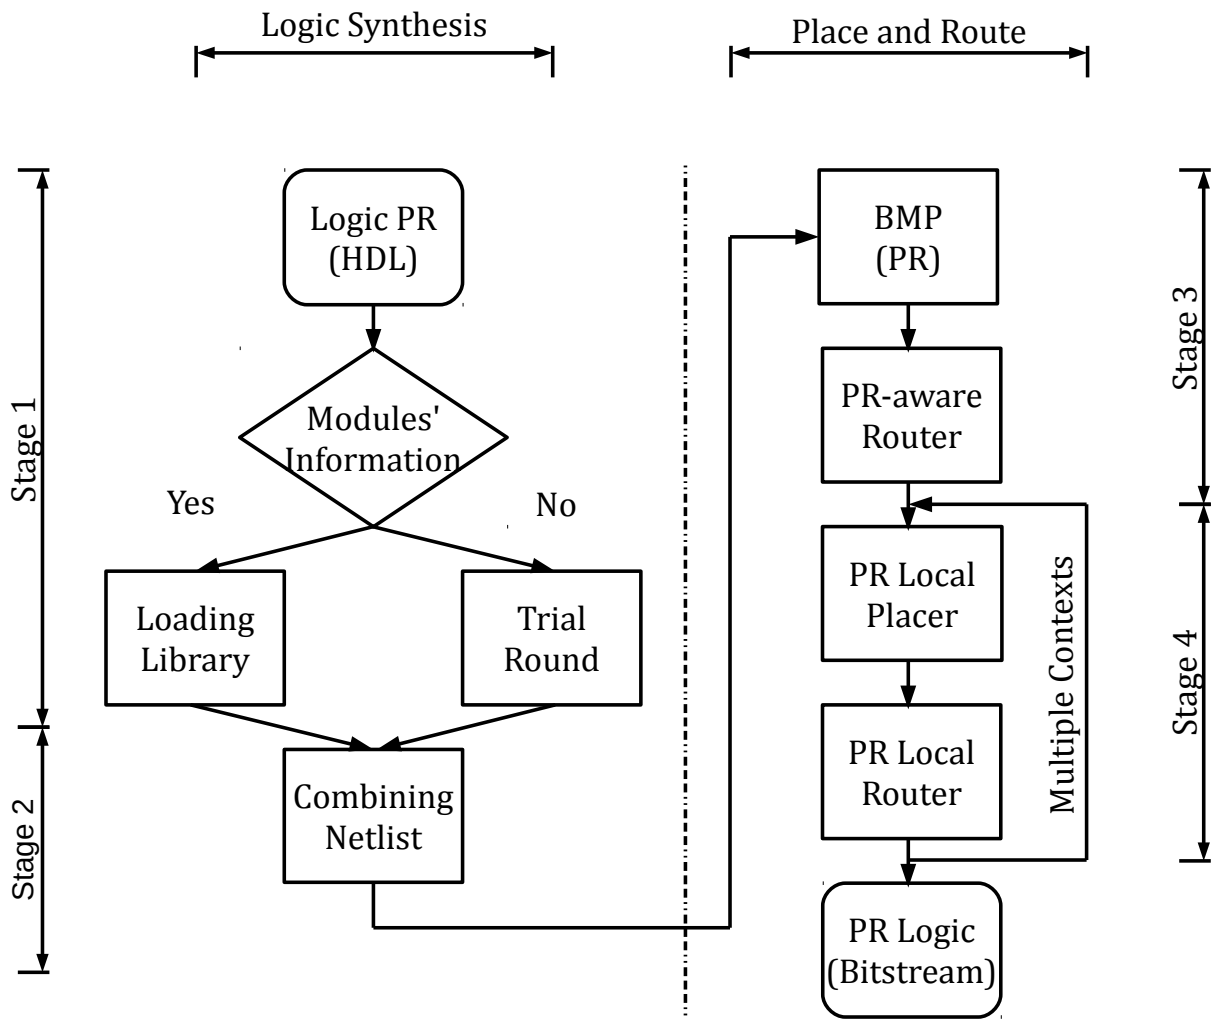 Logic Synthesis
Place and Route
Stage 1
Logic PR
(HDL)
Modules'
Information
Yes
No
Loading
Library
Trial
Round
Stage 2
Combining
Netlist
BMP
(PR)
Stage 3
PR-aware
Router
PR Local
Placer
Multiple Contexts
Stage 4
PR Local
Router
PR Logic
(Bitstream)